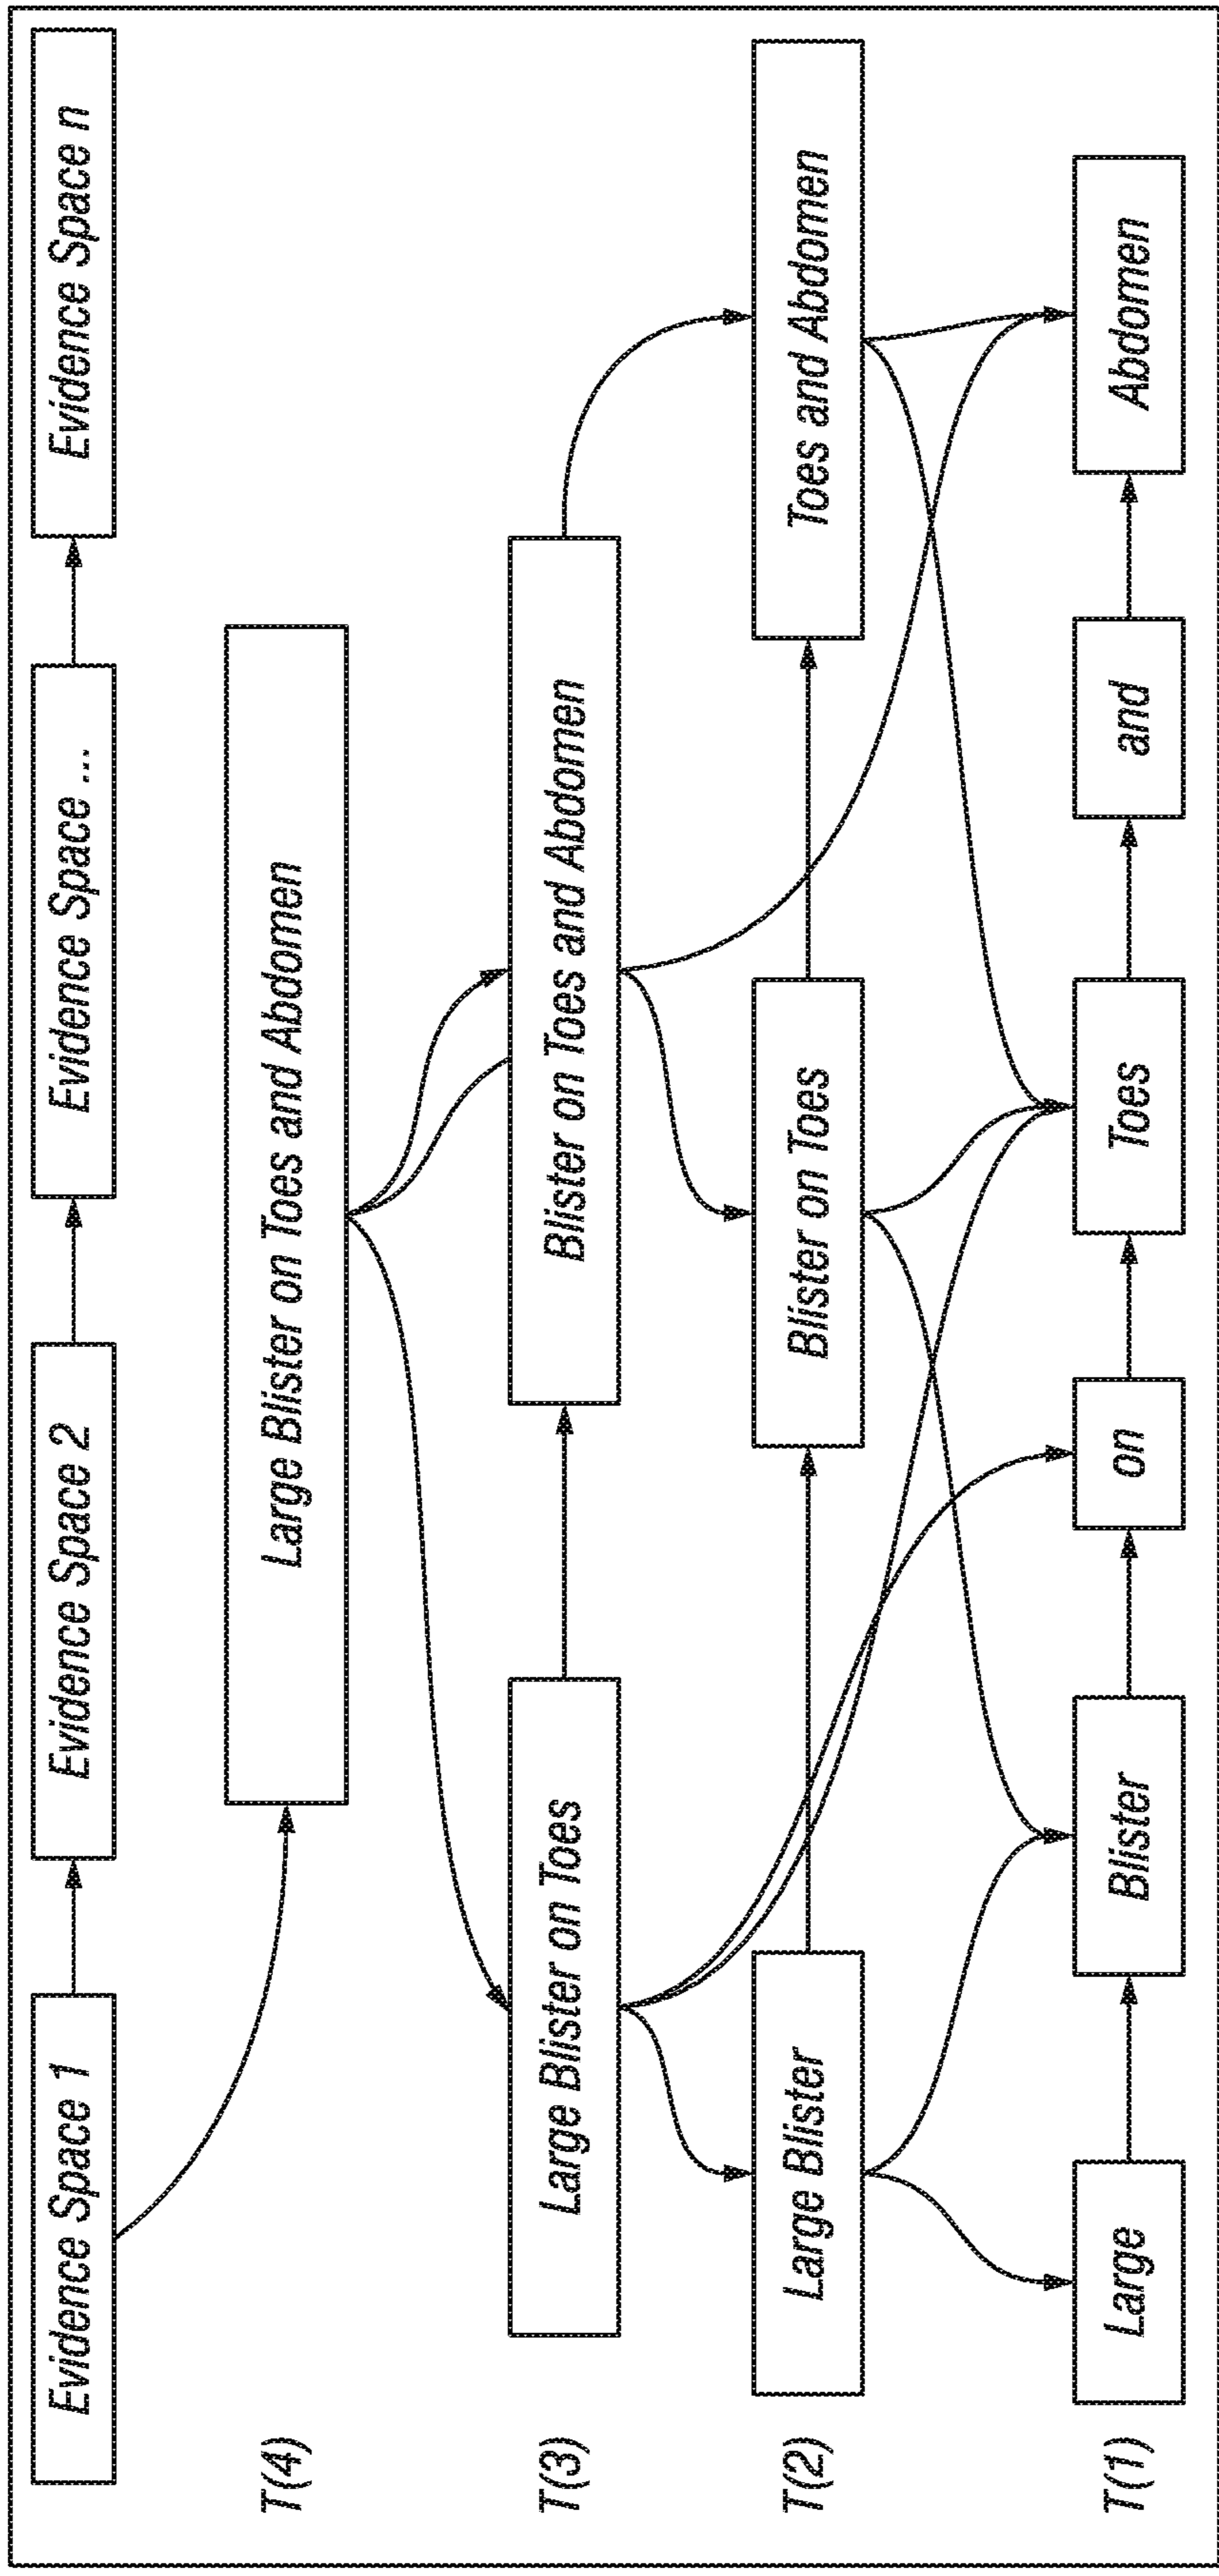 Evidence Space 1
Evidence Space 2
Evidence Space ...
Evidence Space n
T(4)
Large Blister on Toes and Abdomen
T(3)
Large Blister on Toes
Blister on Toes and Abdomen
T(2)
Large Blister
Blister on Toes
Toes and Abdomen
T(1)
Large
Blister
on
Toes
and
Abdomen